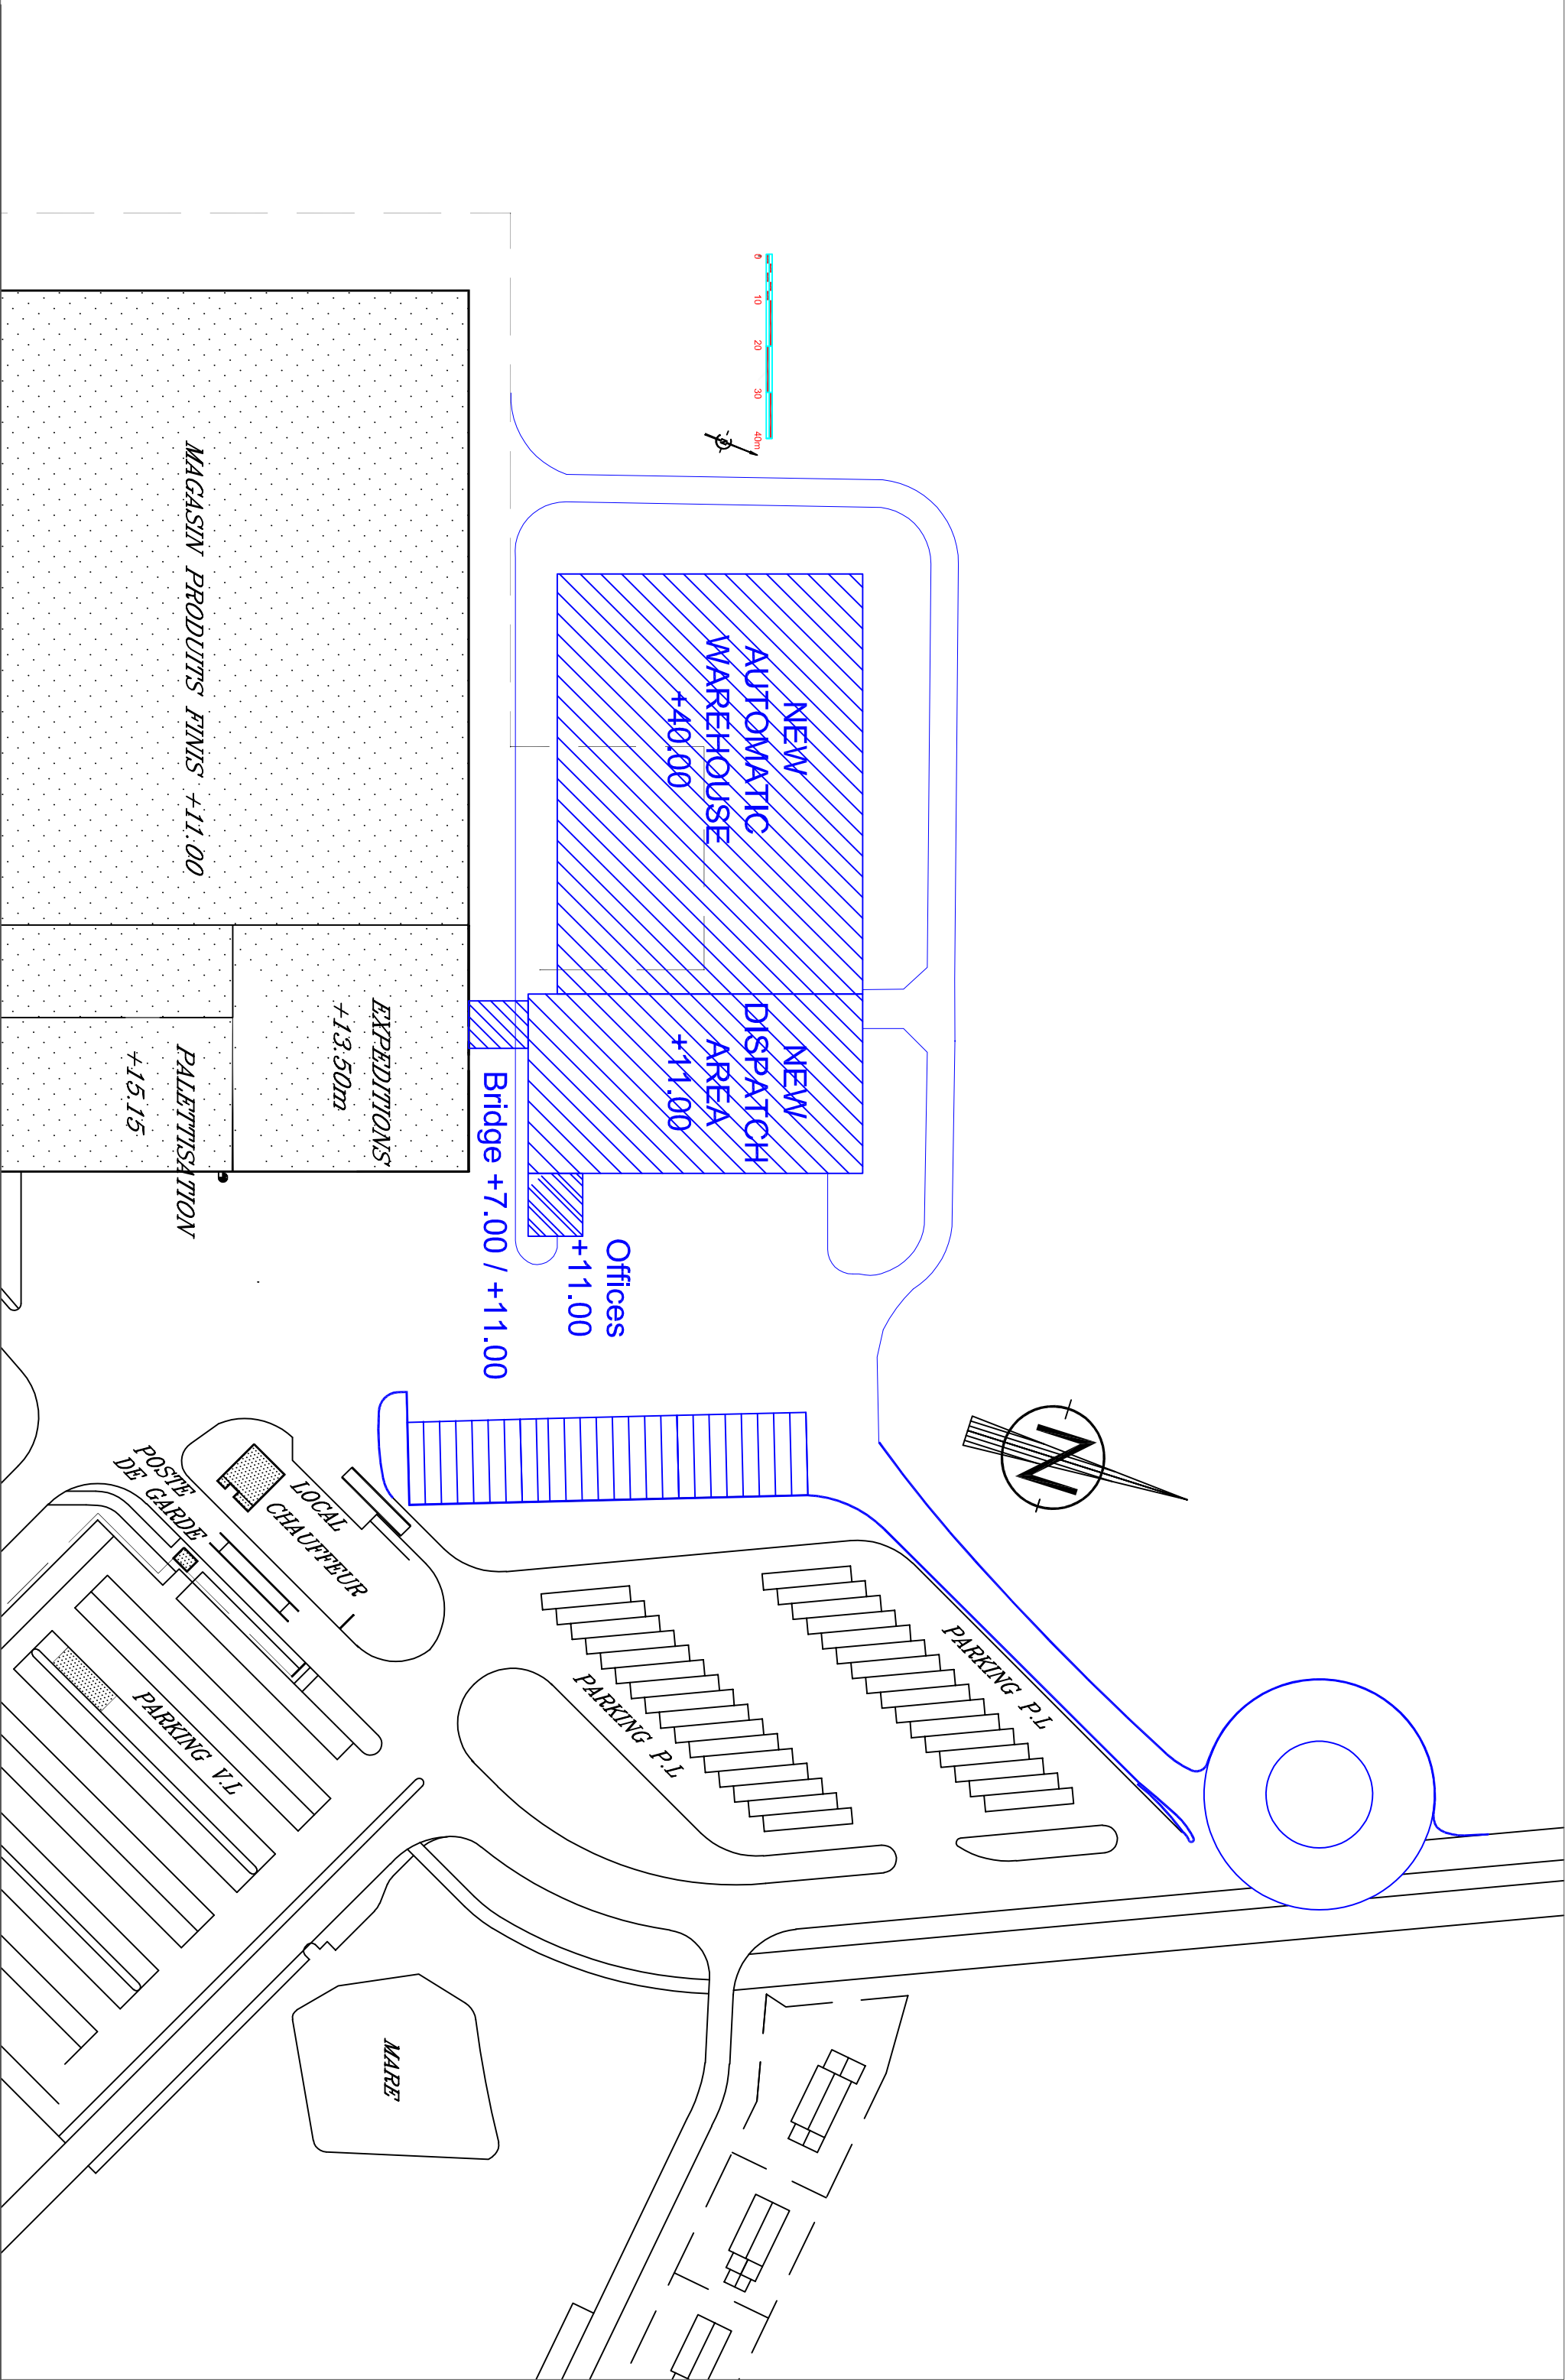 0
10
20
30
40m
N
NEW
AUTOMATIC
WAREHOUSE
+40.00
NEW
DISPATCH
AREA
+11.00
Offices
+11.00
Bridge +7.00 / +11.00
MAGASIN PRODUITS FINIS +11.00
EXPEDITIONS
+13.50m
PALETTISATION
+15.15
LOCAL
CHAUFFEUR
POSTE
DE GARDE
PARKING P.L
PARKING P.L
PARKING V.L
MARE